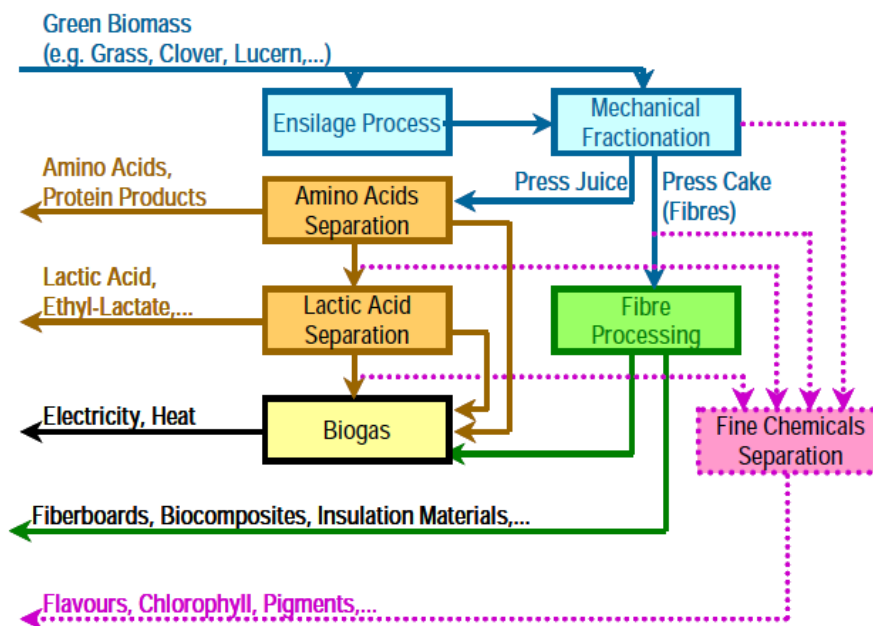 Green Biomass
(e.g. Grass, Clover, Lucern,...)
Ensilage Process
Mechanical
Fractionation
Amino Acids,
Protein Products
Amino Acids
Separation
Press Juice
Press Cake
(Fibres)
Lactic Acid,
Ethyl-Lactate,...
Lactic Acid
Separation
Fibre
Processing
Electricity, Heat
Biogas
Fine Chemicals
Separation
Fiberboards, Biocomposites, Insulation Materials,...
Flavours, Chlorophyll, Pigments,...